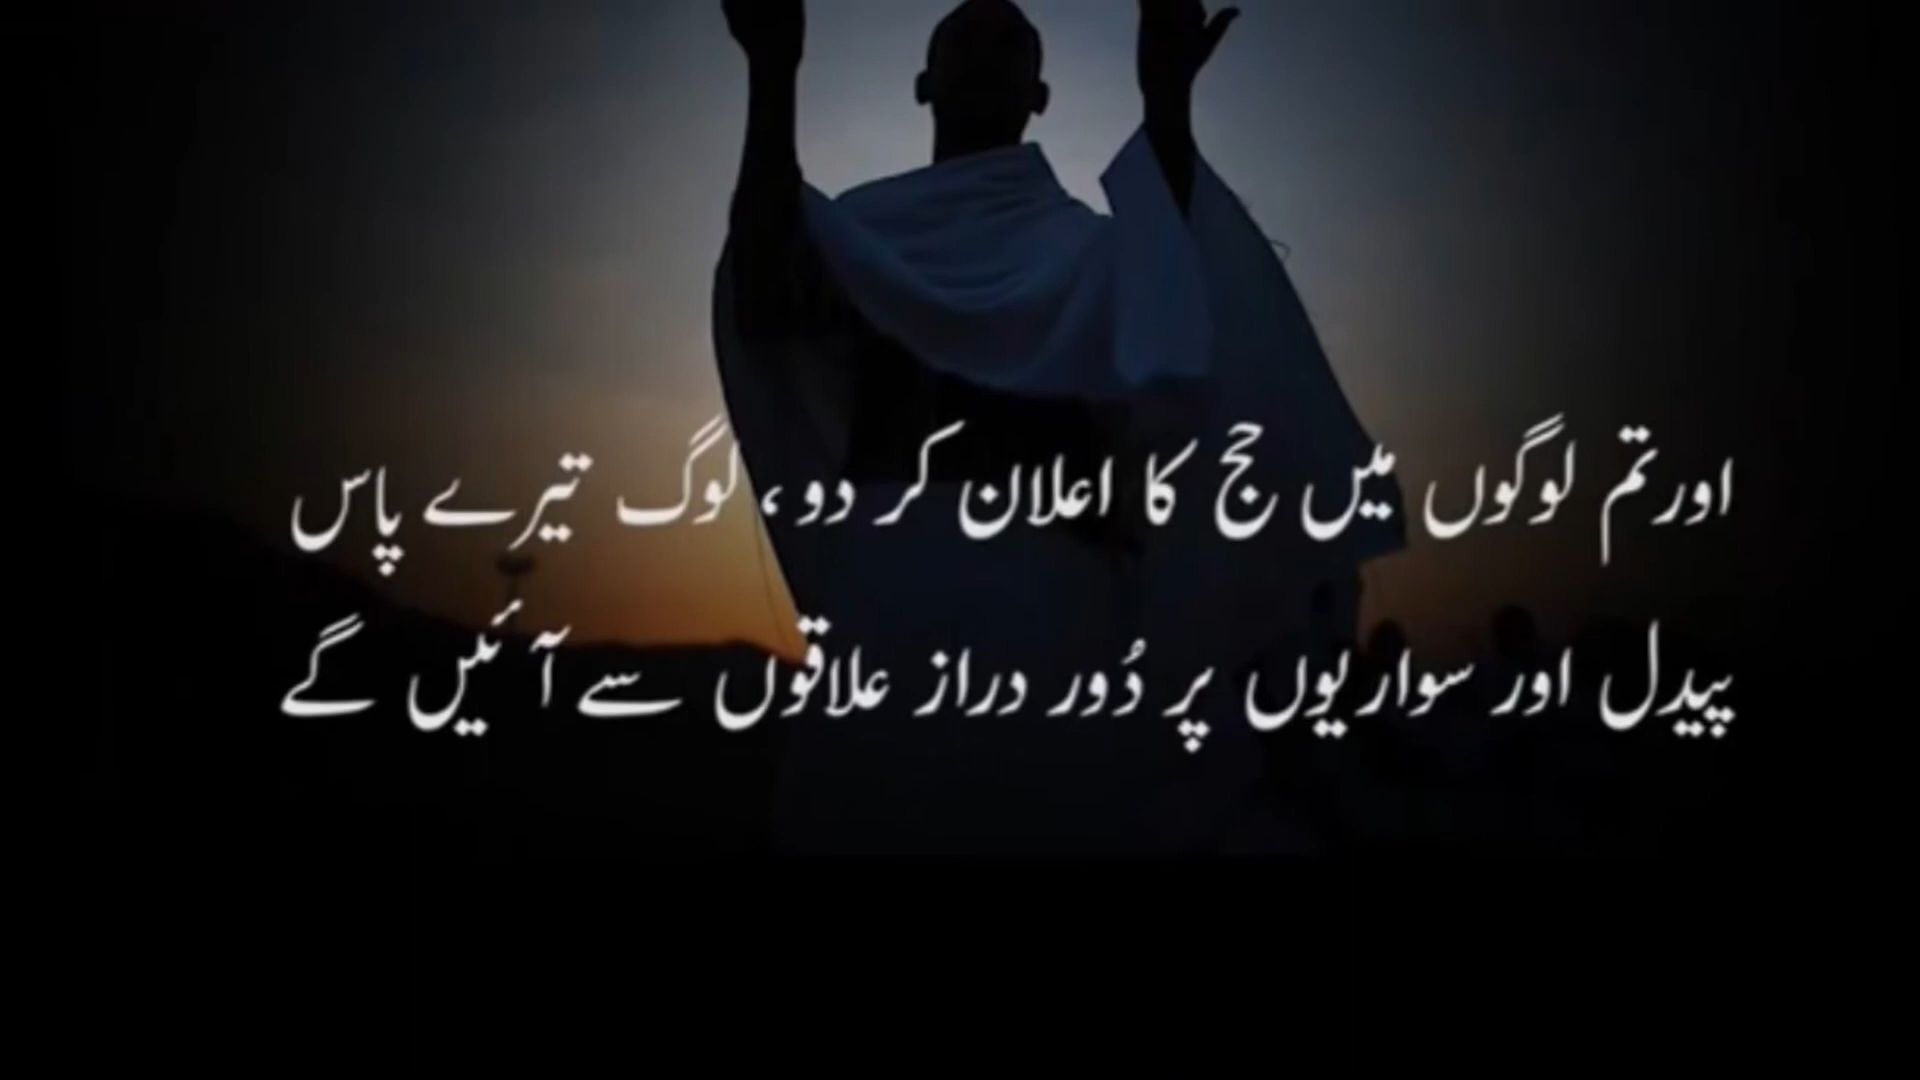 اور تم لوگوں میں حج کا اعلان کر دو، لوگ تیرے پاس
پیدل اور سواریوں پر دُور دراز علاقوں سے آئیں گے